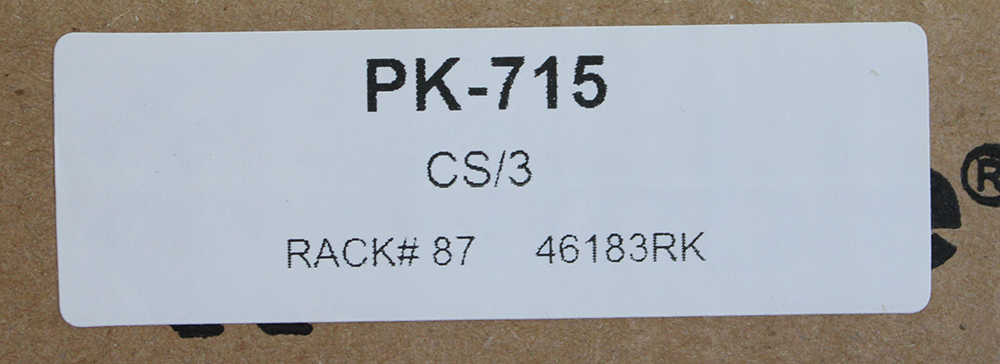 PK-715
CS/3
RACK# 87 46183RK
®